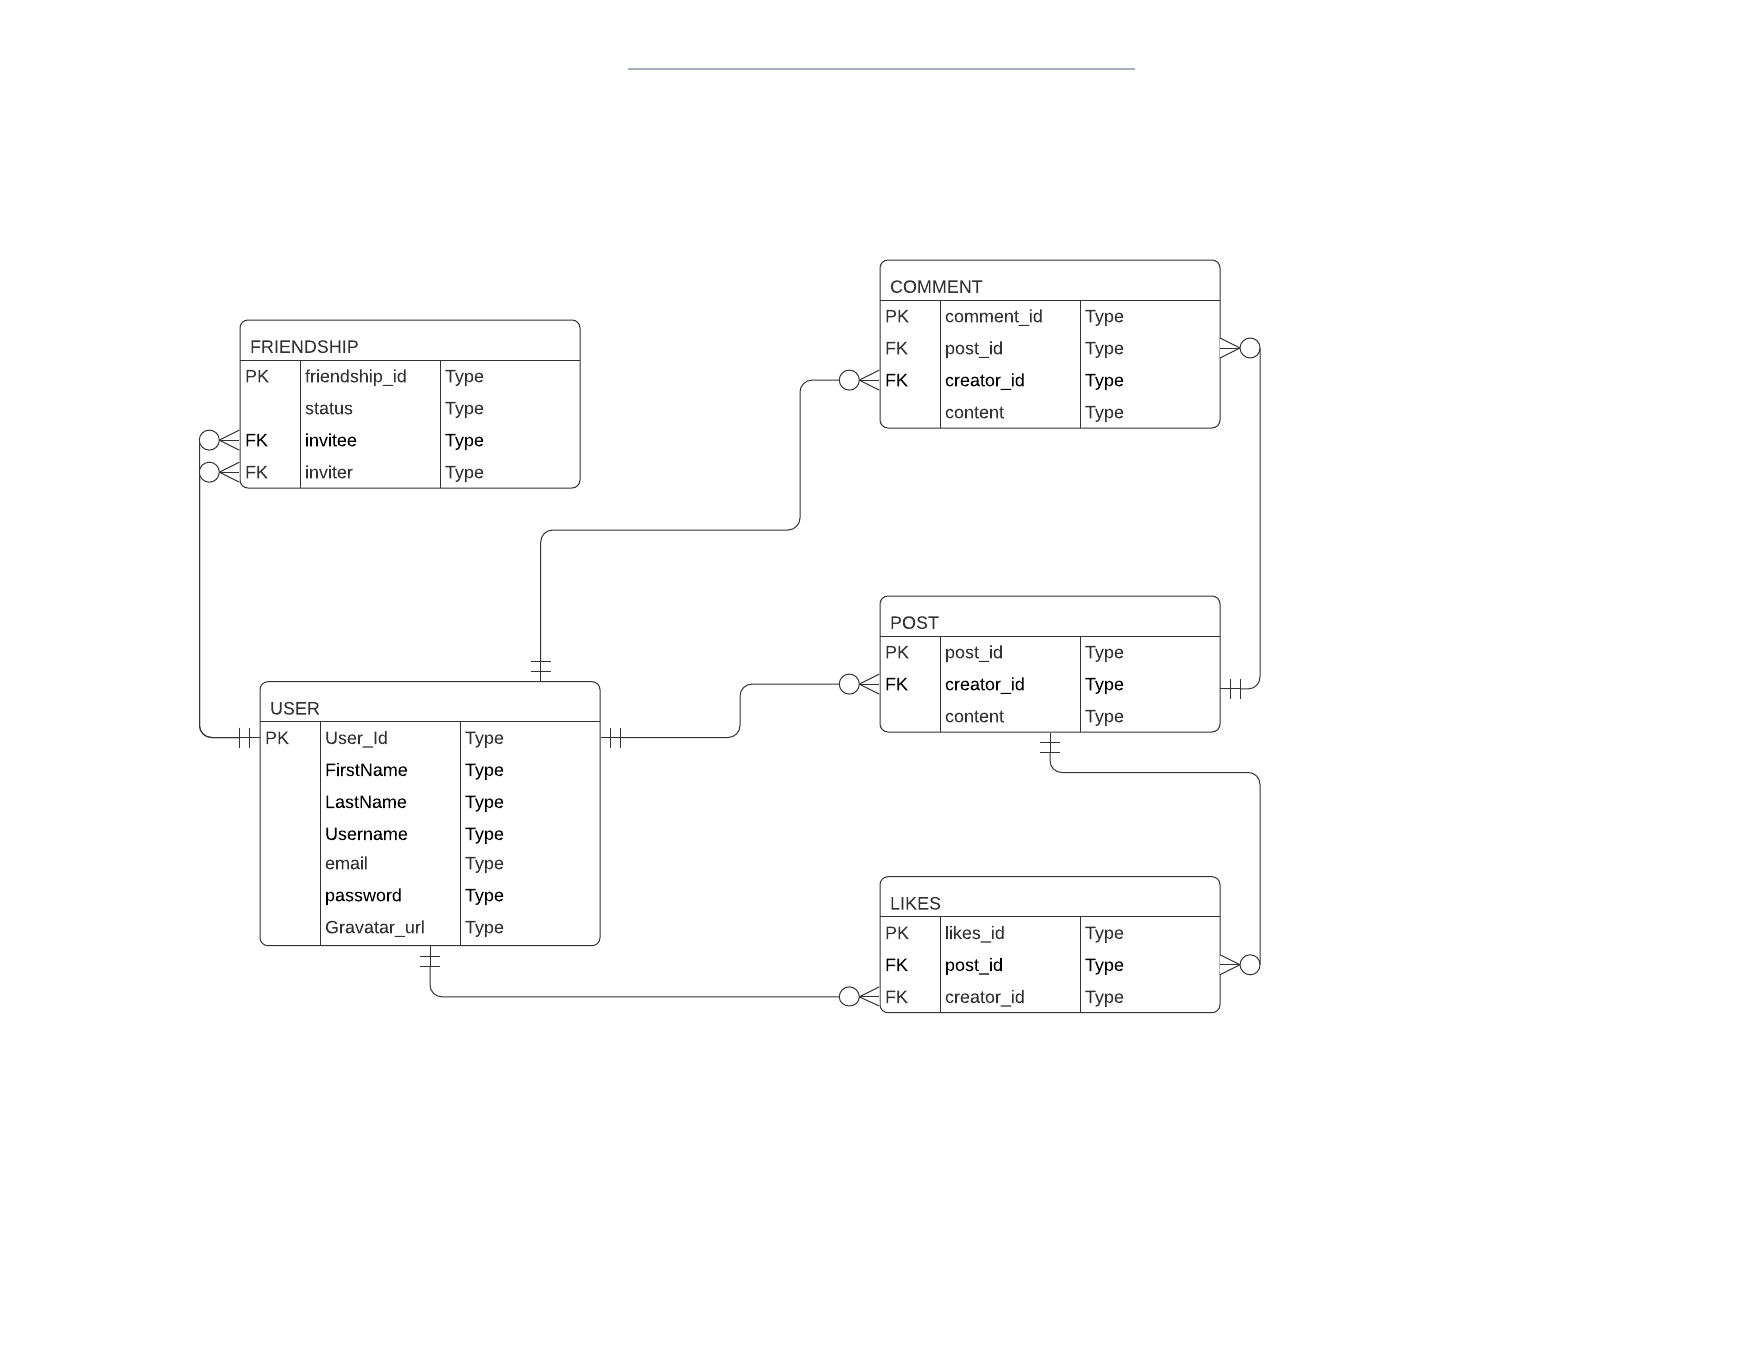 FRIENDSHIP
PK friendship_id Type
status Type
FK invitee Type
FK inviter Type
COMMENT
PK comment_id Type
FK post_id Type
FK creator_id Type
content Type
USER
PK User_Id Type
FirstName Type
LastName Type
Username Type
email Type
password Type
Gravatar_url Type
POST
PK post_id Type
FK creator_id Type
content Type
LIKES
PK likes_id Type
FK post_id Type
FK creator_id Type